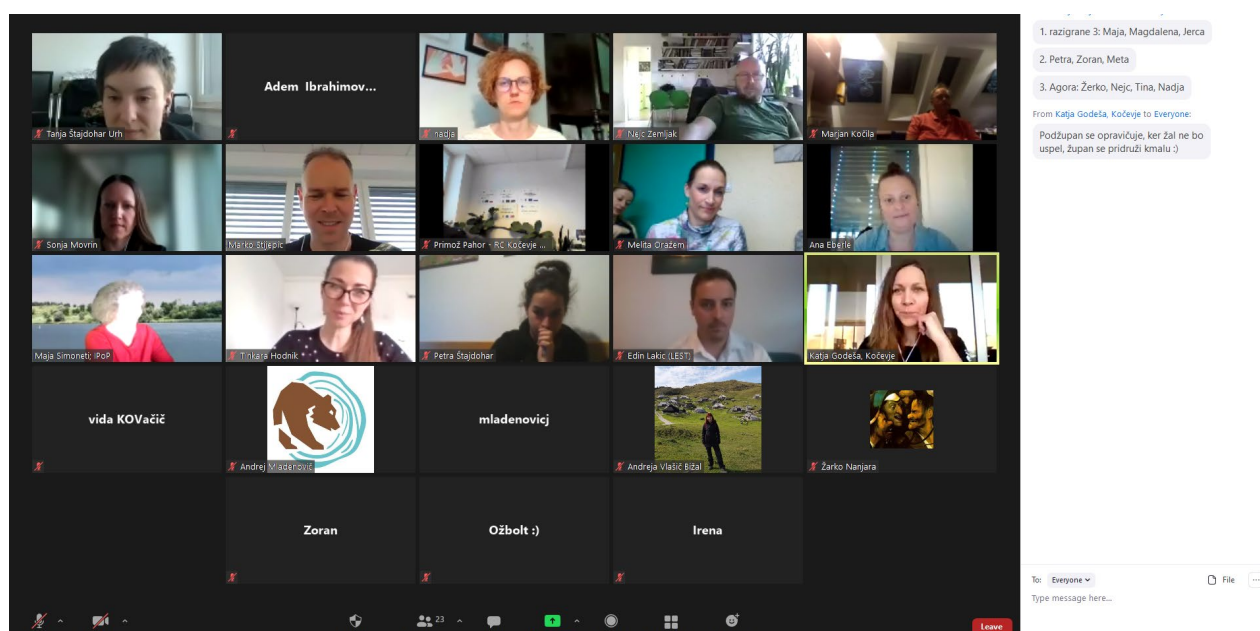 Tanja Štajdohar Urh
Adem Ibrahimov...
nadja
Nejc Zemljak
Marjan Kočila
Sonja Movrin
Marko Stijepic
Primož Pahor - RC Kočevje ...
Melita Oražem
Ana Eberle
Maja Simoneti; IPoP
Tinkara Hodnik
Petra Štajdohar
Edin Lakic (LEST)
Katja Godeša, Kočevje
vida KOVačič
Andrej Mladenovič
mladenovicj
Andreja Vlašič Bižal
Žarko Nanjara
Zoran
Ožbolt :)
Irena
23
Leave
1. razigrane 3: Maja, Magdalena, Jerca
2. Petra, Zoran, Meta
3. Agora: Žerko, Nejc, Tina, Nadja
From Katja Godeša, Kočevje to Everyone:
Podžupan se opravičuje, ker žal ne bo
uspel, župan se pridruži kmalu :)
To: Everyone
File
Type message here...